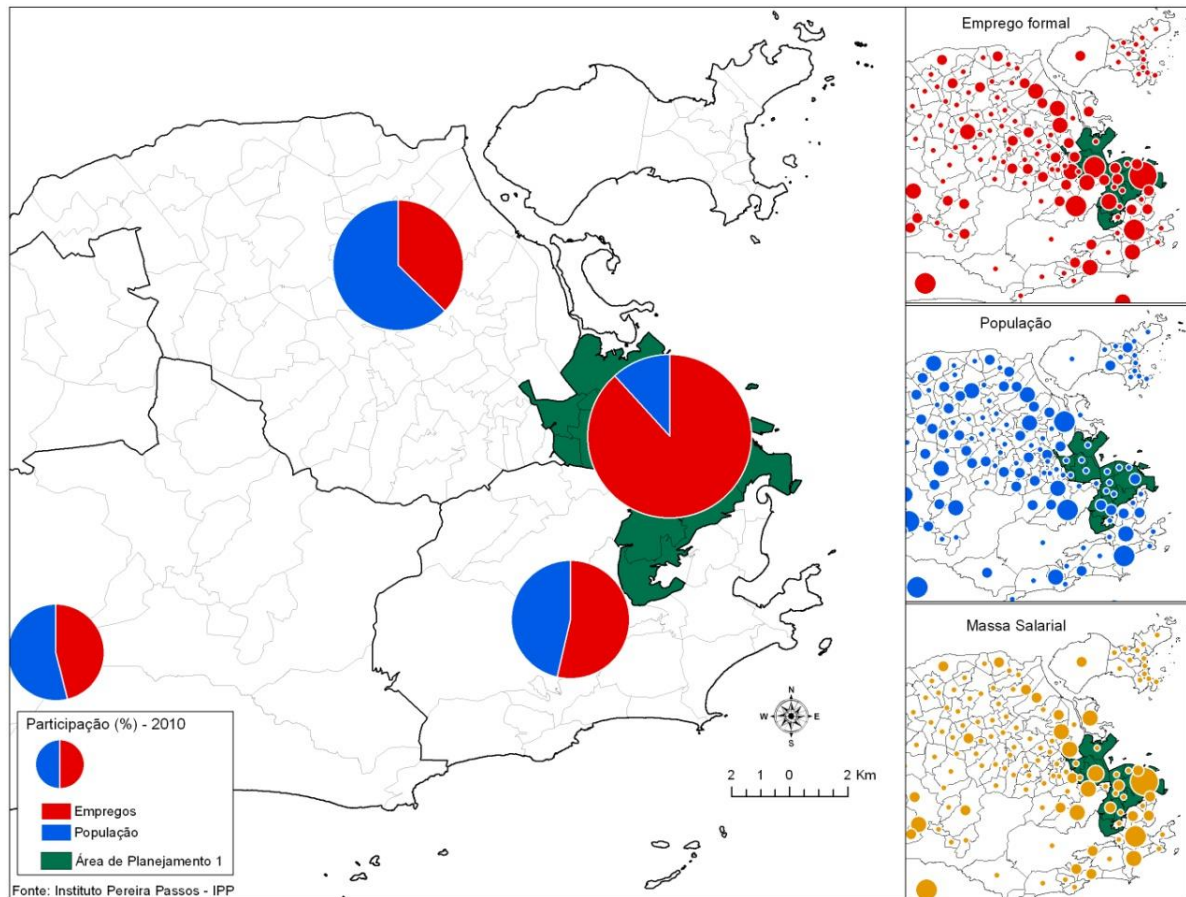 Emprego formal
População
Massa Salarial
N
W E
S
2 1 0 2 Km
Participação (%) - 2010
Empregos
População
Área de Planejamento 1
Fonte: Instituto Pereira Passos - IPP